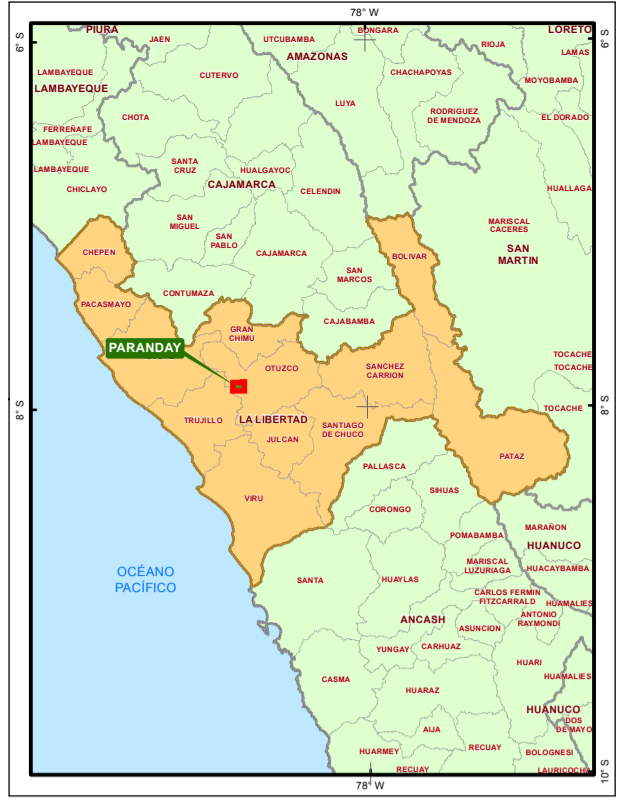 78° W
6° S
6° S
PIURA
JAEN
UTCUBAMBA
BONGARA
LORETO
RIOJA
LAMAS
AMAZONAS
LAMBAYEQUE
CUTERVO
CHACHAPOYAS
MOYOBAMBA
LAMBAYEQUE
LUYA
CHOTA
RODRIGUEZ
DE MENDOZA
EL DORADO
FERREÑAFE
LAMBAYEQUE
SANTA
CRUZ
HUALGAYOC
LAMBAYEQUE
CAJAMARCA
CHICLAYO
CELENDIN
HUALLAGA
SAN
MIGUEL
MARISCAL
CACERES
SAN
PABLO
CHEPEN
CAJAMARCA
BOLIVAR
SAN
MARTIN
SAN
MARCOS
CONTUMAZA
PACASMAYO
CAJABAMBA
GRAN
CHIMU
PARANDAY
TOCACHE
TOCACHE
OTUZCO
SANCHEZ
CARRION
8° S
TOCACHE
8° S
TRUJILLO
LA LIBERTAD
SANTIAGO
DE CHUCO
JULCAN
PATAZ
PALLASCA
SIHUAS
VIRU
CORONGO
MARAÑON
POMABAMBA
HUANUCO
MARISCAL
LUZURIAGA
HUACAYBAMBA
OCÉANO
PACÍFICO
SANTA
HUAYLAS
CARLOS FERMIN
FITZCARRALD
HUAMALIES
ANTONIO
RAYMONDI
ANCASH
ASUNCION
YUNGAY
CARHUAZ
HUARI
HUAMALIES
CASMA
HUARAZ
HUANUCO
DOS
DE MAYO
AIJA
HUARMEY
RECUAY
BOLOGNESI
RECUAY
LAURICOCHA
10° S
78° W